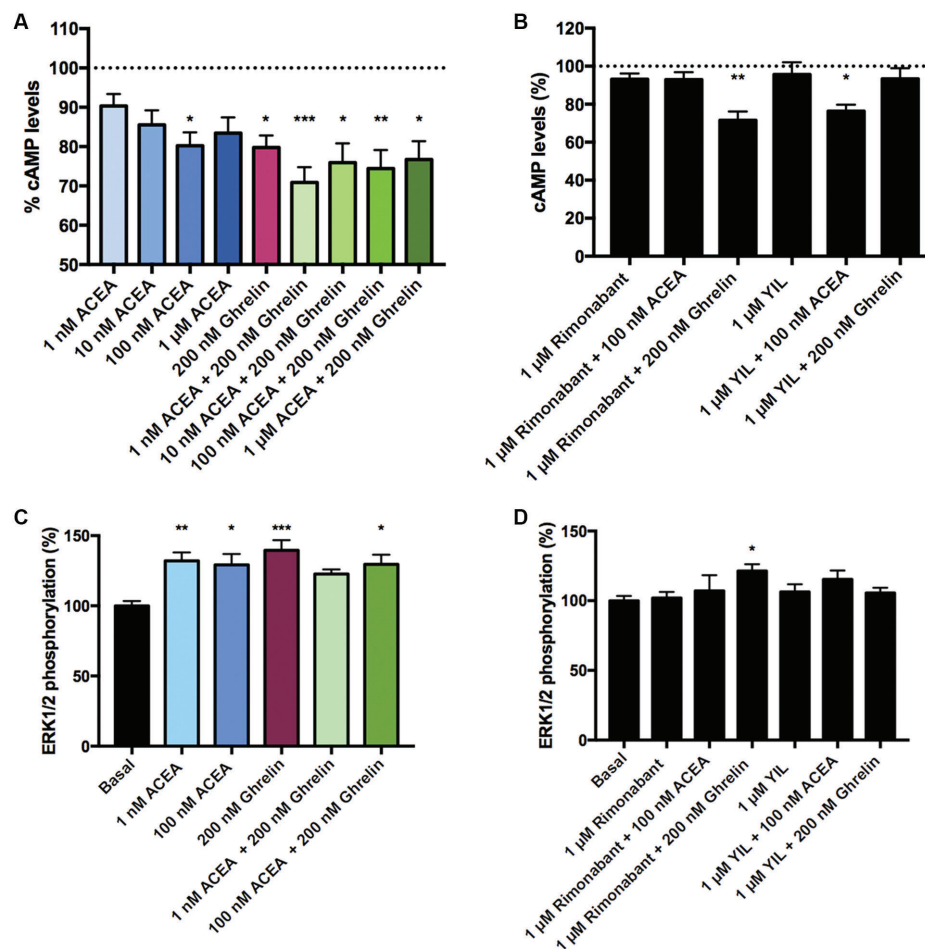 A
% cAMP levels
110
100
90
80
70
60
50
*
*
***
*
**
*
1 nM ACEA
10 nM ACEA
100 nM ACEA
1 µM ACEA
200 nM Ghrelin
1 nM ACEA + 200 nM Ghrelin
10 nM ACEA + 200 nM Ghrelin
100 nM ACEA + 200 nM Ghrelin
1 µM ACEA + 200 nM Ghrelin
B
cAMP levels (%)
120
100
80
60
40
20
0
**
*
1 µM Rimonabant
1 µM Rimonabant + 100 nM ACEA
1 µM Rimonabant + 200 nM Ghrelin
1 µM YIL
1 µM YIL + 100 nM ACEA
1 µM YIL + 200 nM Ghrelin
C
ERK1/2 phosphorylation (%)
150
100
50
0
**
*
***
*
Basal
1 nM ACEA
100 nM ACEA
200 nM Ghrelin
1 nM ACEA + 200 nM Ghrelin
100 nM ACEA + 200 nM Ghrelin
D
ERK1/2 phosphorylation (%)
150
100
50
0
*
Basal
1 µM Rimonabant
1 µM Rimonabant + 100 nM ACEA
1 µM Rimonabant + 200 nM Ghrelin
1 µM YIL
1 µM YIL + 100 nM ACEA
1 µM YIL + 200 nM Ghrelin